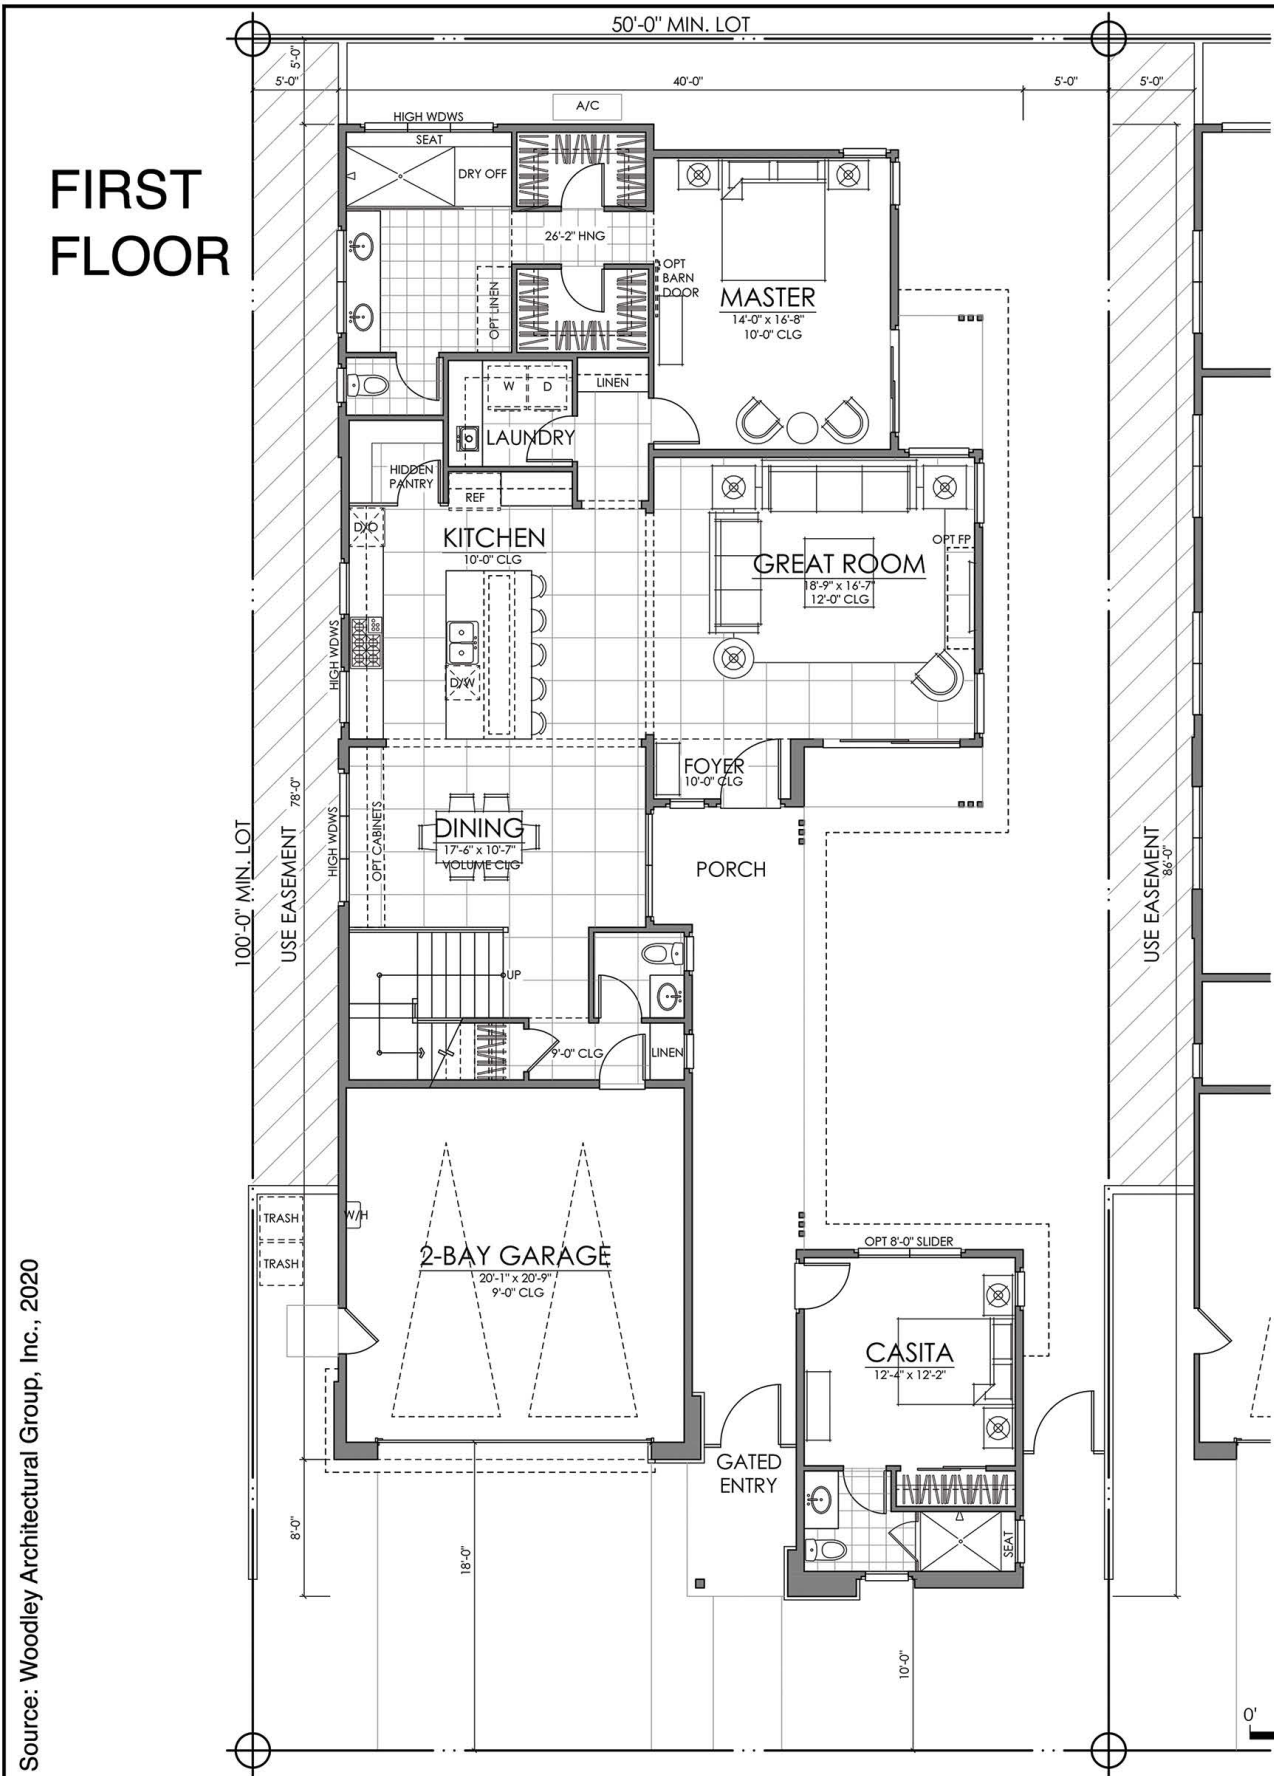 50'-0" MIN. LOT
5'-0"
5'-0"
40'-0"
5'-0"
5'-0"
A/C
HIGH WDWS
SEAT
FIRST
FLOOR
DRY OFF
26'-2" HNG
OPT
BARN
DOOR
OPT LINEN
MASTER
14'-0" x 16'-8"
10'-0" CLG
W
D
LINEN
LAUNDRY
HIDDEN
PANTRY
REF
D/O
KITCHEN
10'-0" CLG
OPT FP
GREAT ROOM
18'-9" x 16'-7"
12'-0" CLG
HIGH WDWS
D/W
FOYER
10'-0" CLG
78'-0"
HIGH WDWS
OPT CABINETS
DINING
17'-6" x 10'-7"
VOLUME CLG
PORCH
100'-0" MIN. LOT
USE EASEMENT
USE EASEMENT
86'-0"
UP
9'-0" CLG
LINEN
TRASH
TRASH
W/H
2-BAY GARAGE
20'-1" x 20'-9"
9'-0" CLG
OPT 8'-0" SLIDER
CASITA
12'-4" x 12'-2"
GATED
ENTRY
SEAT
8'-0"
18'-0"
10'-0"
0'
Source: Woodley Architectural Group, Inc., 2020